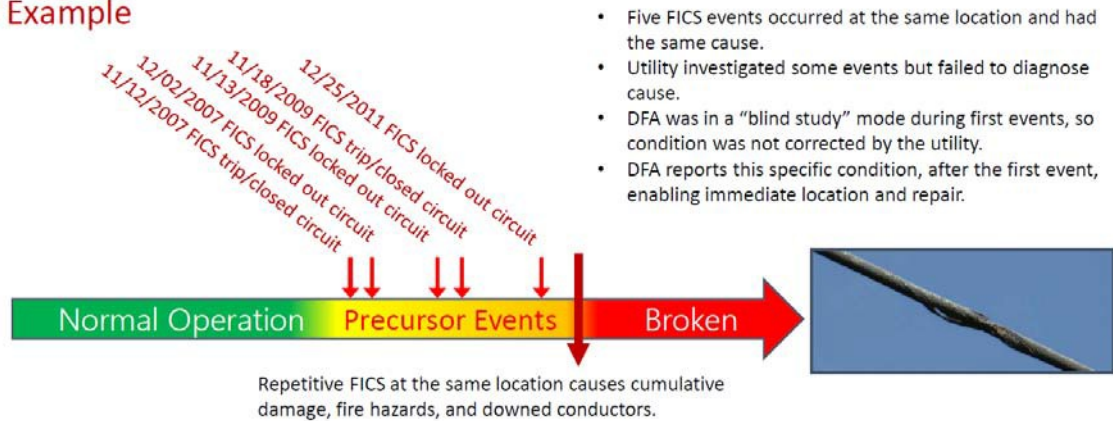 Example
11/12/2007 FICS trip/closed circuit
12/02/2007 FICS locked out circuit
11/13/2009 FICS locked out circuit
11/18/2009 FICS trip/closed circuit
12/25/2011 FICS locked out circuit
• Five FICS events occurred at the same location and had
the same cause.
• Utility investigated some events but failed to diagnose
cause.
• DFA was in a “blind study” mode during first events, so
condition was not corrected by the utility.
• DFA reports this specific condition, after the first event,
enabling immediate location and repair.
Normal Operation
Precursor Events
Broken
Repetitive FICS at the same location causes cumulative
damage, fire hazards, and downed conductors.